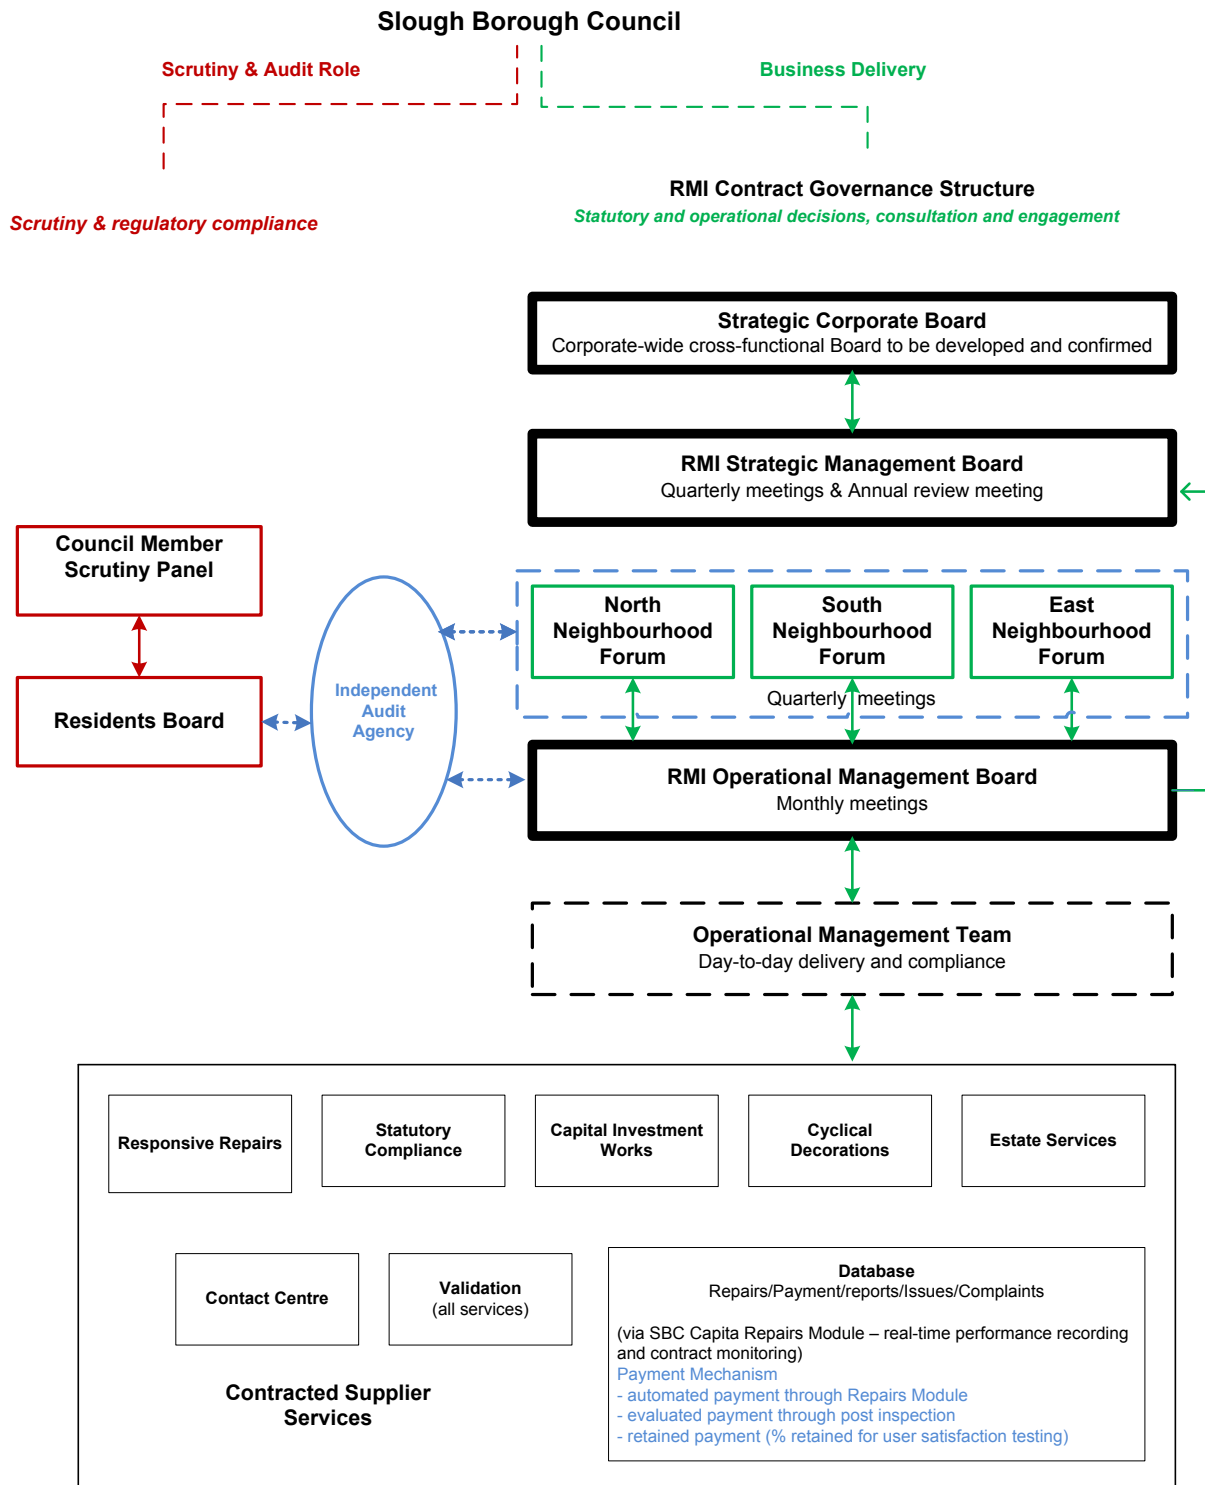 Slough Borough Council
Scrutiny & Audit Role
Business Delivery
RMI Contract Governance Structure
Statutory and operational decisions, consultation and engagement
Scrutiny & regulatory compliance
Strategic Corporate Board
Corporate-wide cross-functional Board to be developed and confirmed
RMI Strategic Management Board
Quarterly meetings & Annual review meeting
Council Member
Scrutiny Panel
Residents Board
Independent
Audit
Agency
North
Neighbourhood
Forum
South
Neighbourhood
Forum
East
Neighbourhood
Forum
Quarterly meetings
RMI Operational Management Board
Monthly meetings
Operational Management Team
Day-to-day delivery and compliance
Responsive Repairs
Statutory
Compliance
Capital Investment
Works
Cyclical
Decorations
Estate Services
Contact Centre
Validation
(all services)
Database
Repairs/Payment/reports/Issues/Complaints
(via SBC Capita Repairs Module – real-time performance recording
and contract monitoring)
Payment Mechanism
- automated payment through Repairs Module
- evaluated payment through post inspection
- retained payment (% retained for user satisfaction testing)
Contracted Supplier
Services